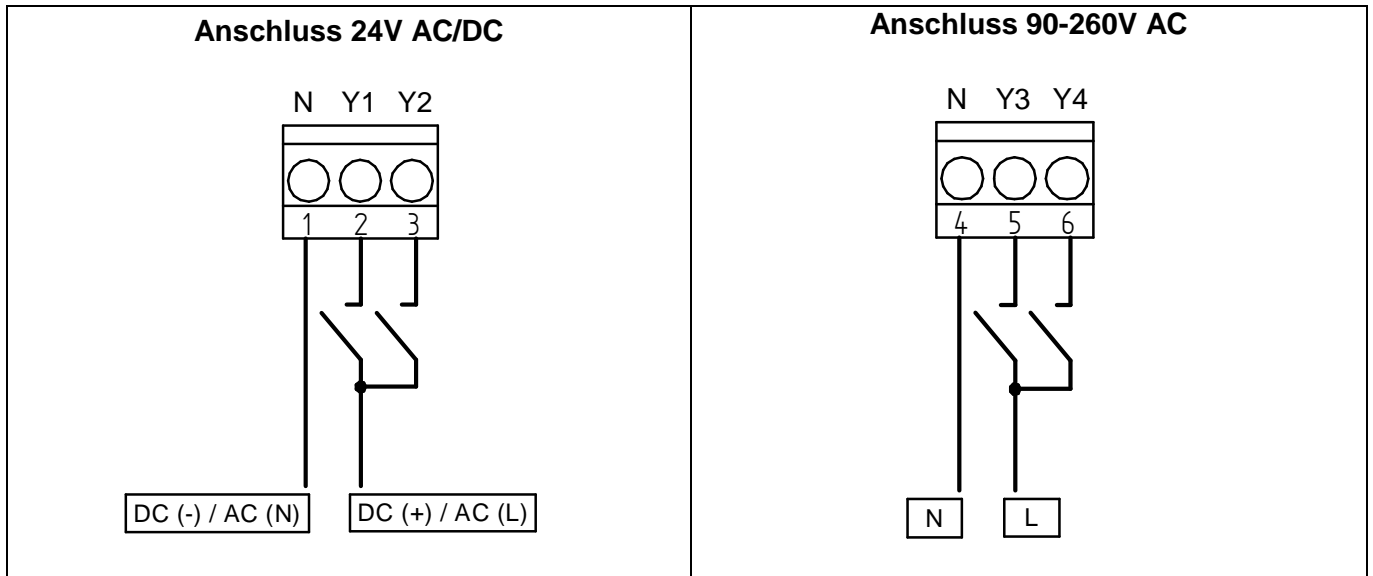 Anschluss 24V AC/DC
N Y1 Y2
1 2 3
DC (-) / AC (N) DC (+) / AC (L)
Anschluss 90-260V AC
N Y3 Y4
4 5 6
N L